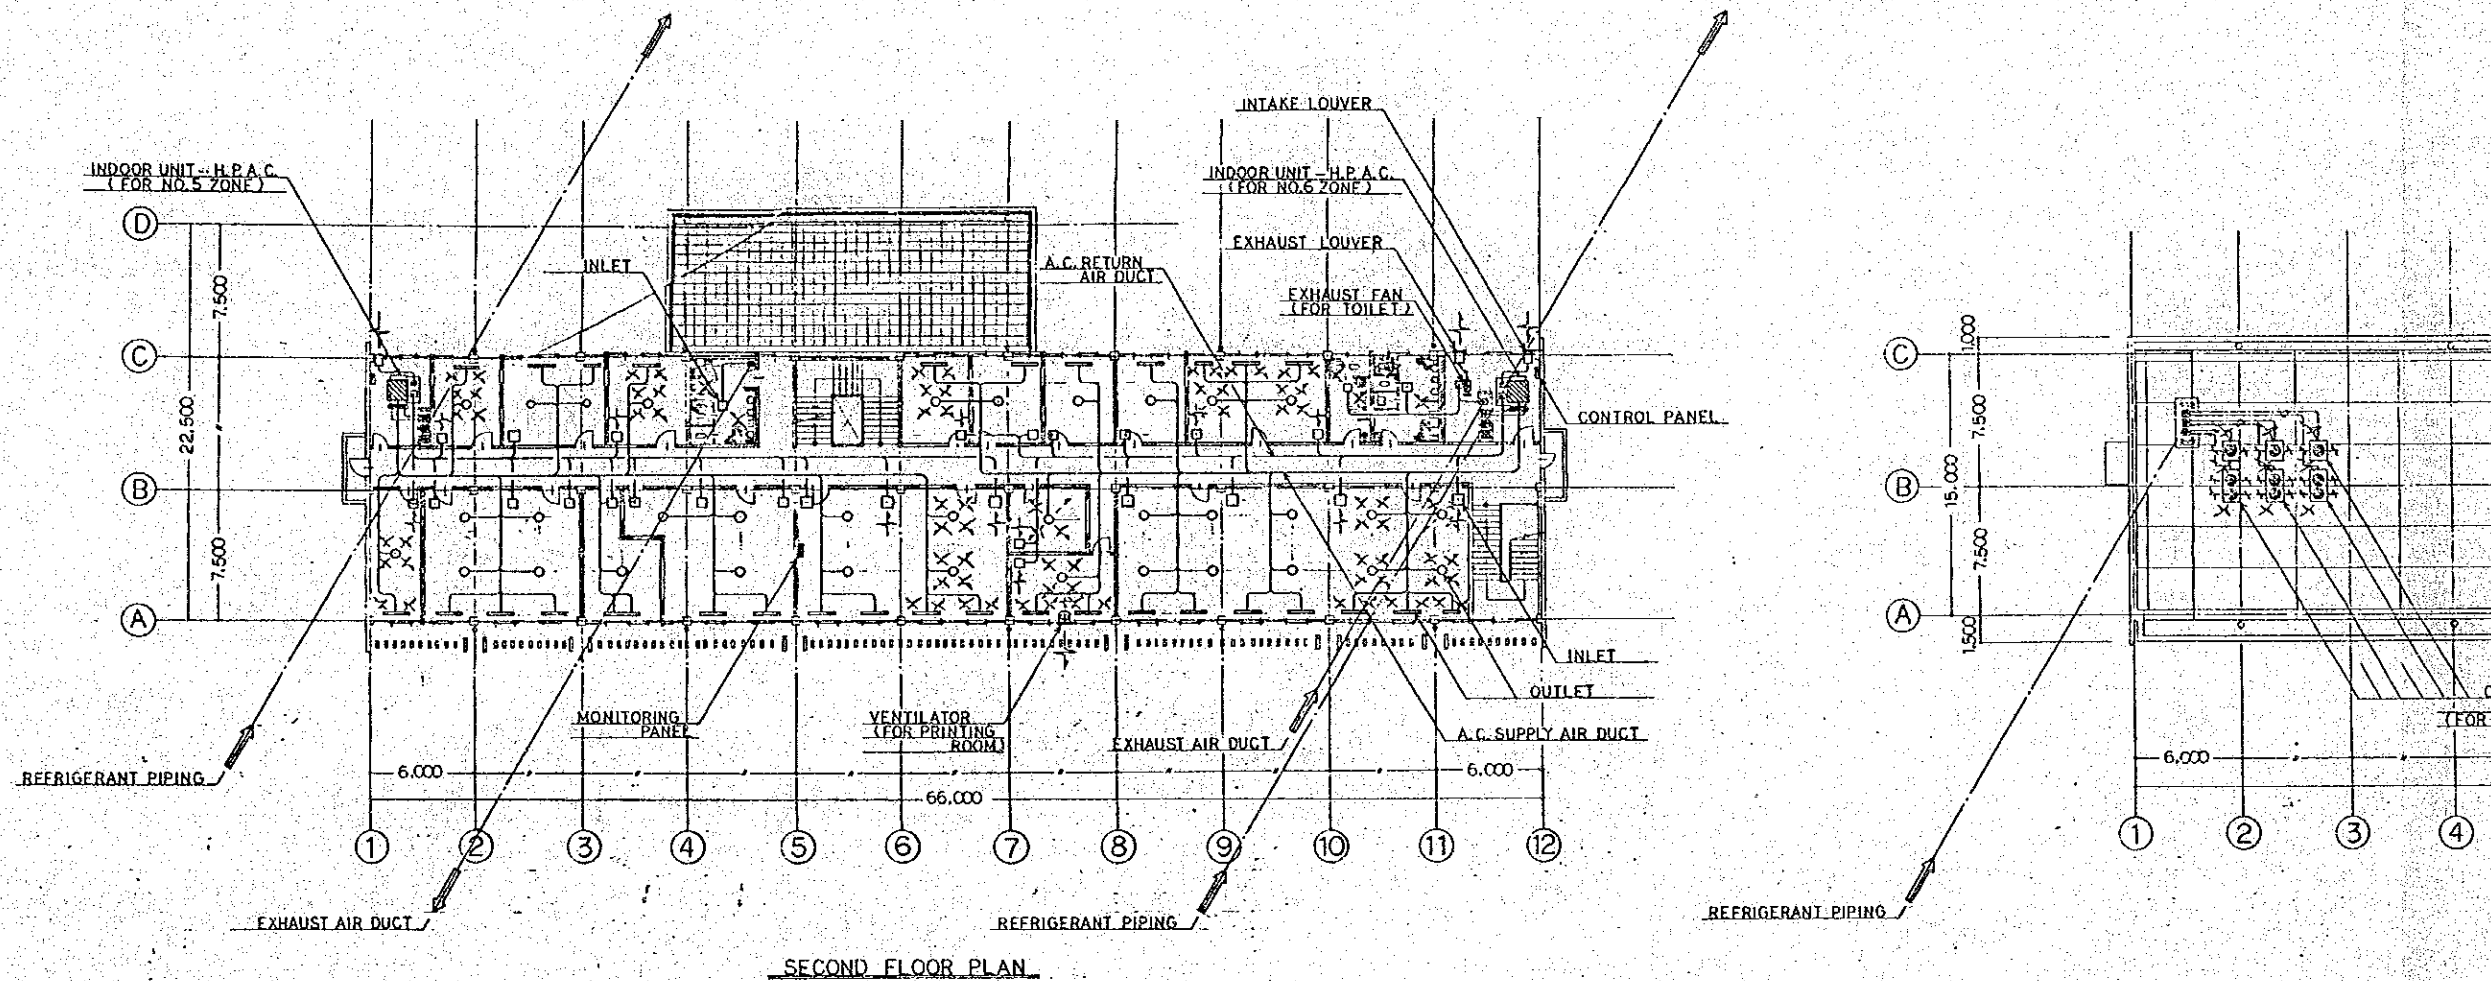 INTAKE LOUVER
INDOOR UNIT-H.P.A.C.
(FOR NO.5 ZONE)
INDOOR UNIT-H.P.A.C.
(FOR NO.6 ZONE)
D
EXHAUST LOUVER
INLET
A.C. RETURN
AIR DUCT
EXHAUST FAN
(FOR TOILET)
7.500
C
22.500
CONTROL PANEL
B
7.500
A
INLET
OUTLET
MONITORING
PANEL
VENTILATOR
(FOR PRINTING
ROOM)
EXHAUST AIR DUCT
A.C. SUPPLY AIR DUCT
REFRIGERANT PIPING
6.000
6.000
66.000
1 2 3 4 5 6 7 8 9 10 11 12
EXHAUST AIR DUCT
REFRIGERANT PIPING
SECOND FLOOR PLAN
1.000
C
7.500
B
15.000
7.500
A
1.500
(FOR
6.000
1 2 3 4
REFRIGERANT PIPING